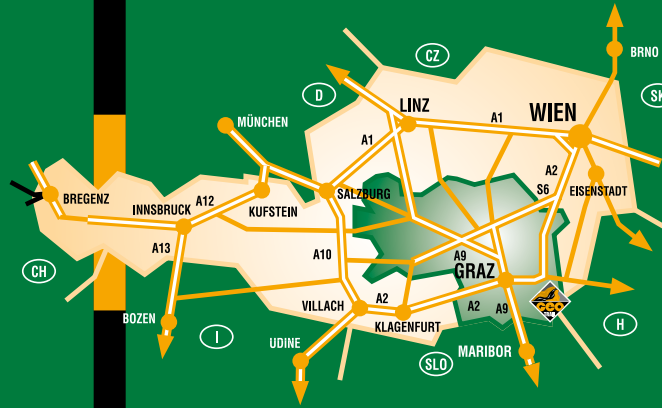 CZ
BRNO
D
SK
LINZ
A1
WIEN
MÜNCHEN
A1
A2
S6
EISENSTADT
BREGENZ
A12
SALZBURG
INNSBRUCK
KUFSTEIN
A13
A10
A9
CH
GRAZ
VILLACH
A2
A2
A9
BOZEN
KLAGENFURT
I
UDINE
MARIBOR
H
SLO